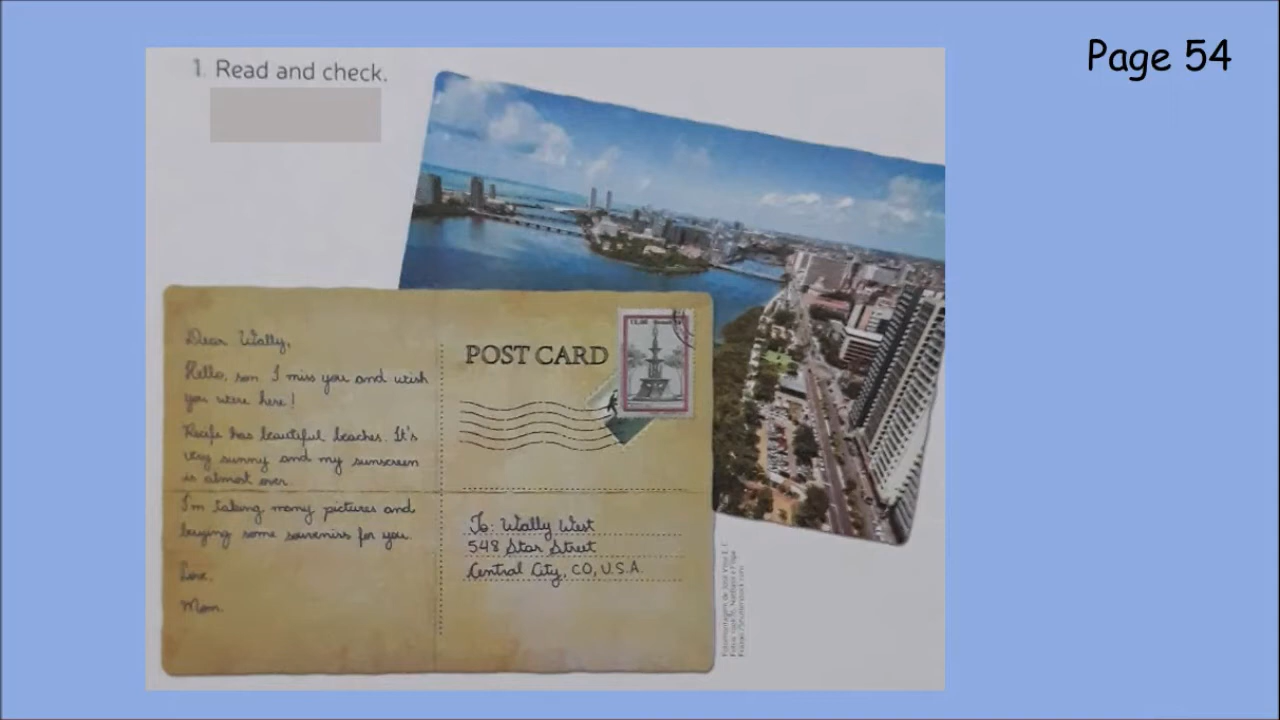 Page 54
1. Read and check.
Dear Wally,
Hello, son. I miss you and wish
you were here!
Recife has beautiful beaches. It's
very sunny and my sunscreen
is almost over.
I'm taking many pictures and
buying some souvenirs for you.
Love,
Mom.
POST CARD
To: Wally West
548 Star Street
Central City, CO, U.S.A.